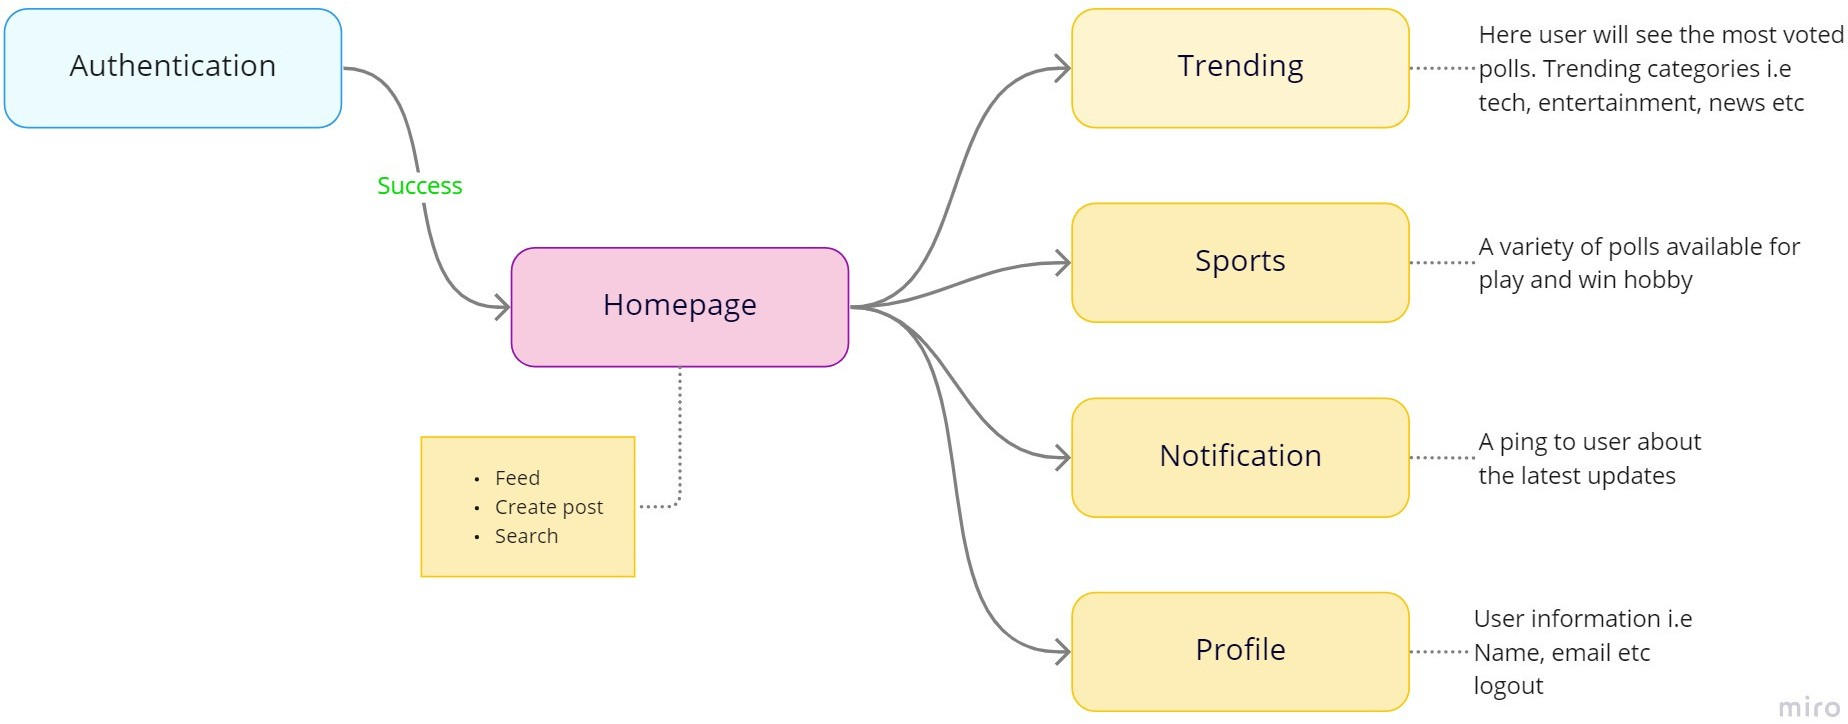 Authentication
Success
Homepage
• Feed
• Create post
• Search
Trending
Here user will see the most voted
polls. Trending categories i.e
tech, entertainment, news etc
Sports
A variety of polls available for
play and win hobby
Notification
A ping to user about
the latest updates
Profile
User information i.e
Name, email etc
logout
miro